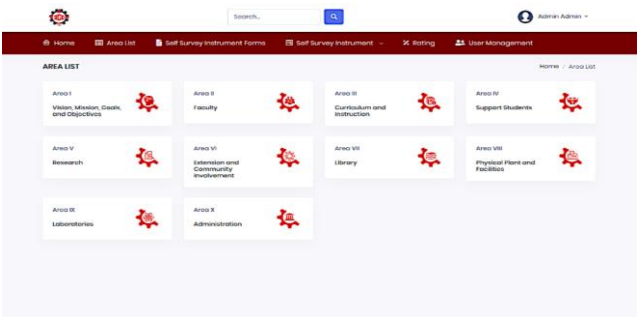 Search...
Admin Admin
Home Area List Self Survey Instrument Forms Self Survey Instrument Rating User Management
AREA LIST
Home / Area List
Area I
Vision, Mission, Goals,
and Objectives
Area II
Faculty
Area III
Curriculum and
Instruction
Area IV
Support Students
Area V
Research
Area VI
Extension and
Community
Involvement
Area VII
Library
Area VIII
Physical Plant and
Facilities
Area IX
Laboratories
Area X
Administration